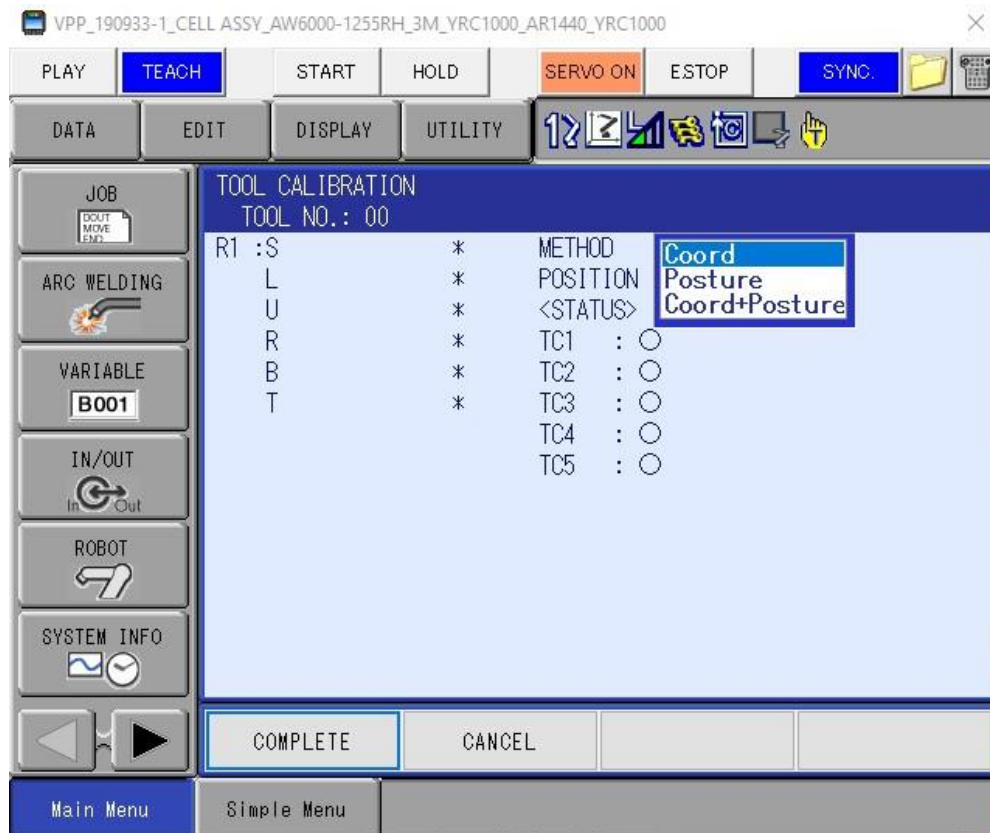 VPP_190933-1_CELL ASSY_AW6000-1255RH_3M_YRC1000_AR1440_YRC1000
PLAY TEACH START HOLD SERVO ON E.STOP SYNC.
DATA EDIT DISPLAY UTILITY
JOB
DOUT
MOVE
END
ARC WELDING
VARIABLE
B001
IN/OUT
In Out
ROBOT
SYSTEM INFO
TOOL CALIBRATION
TOOL NO.: 00
R1 :S * METHOD Coord
L * POSITION Posture
U * <STATUS> Coord+Posture
R * TC1 :
B * TC2 :
T * TC3 :
TC4 :
TC5 :
COMPLETE CANCEL
Main Menu Simple Menu